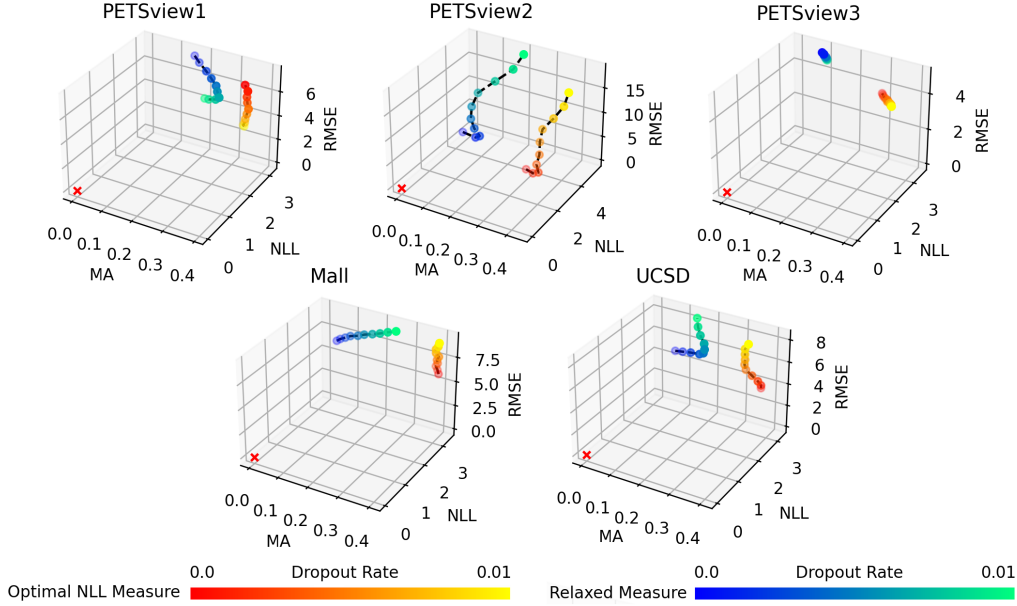 PETSview1
PETSview2
PETSview3
0.0
0.1
0.2
0.3
0.4
MA
0
1
2
3
NLL
0
2
4
6
RMSE
0.0
0.1
0.2
0.3
0.4
MA
0
2
4
NLL
0
5
10
15
RMSE
0.0
0.1
0.2
0.3
0.4
MA
0
1
2
3
NLL
0
2
4
RMSE
Mall
UCSD
0.0
0.1
0.2
0.3
0.4
MA
0
1
2
3
NLL
0.0
2.5
5.0
7.5
RMSE
0.0
0.1
0.2
0.3
0.4
MA
0
1
2
3
NLL
0
2
4
6
8
RMSE
0.0 Dropout Rate 0.01
Optimal NLL Measure
0.0 Dropout Rate 0.01
Relaxed Measure